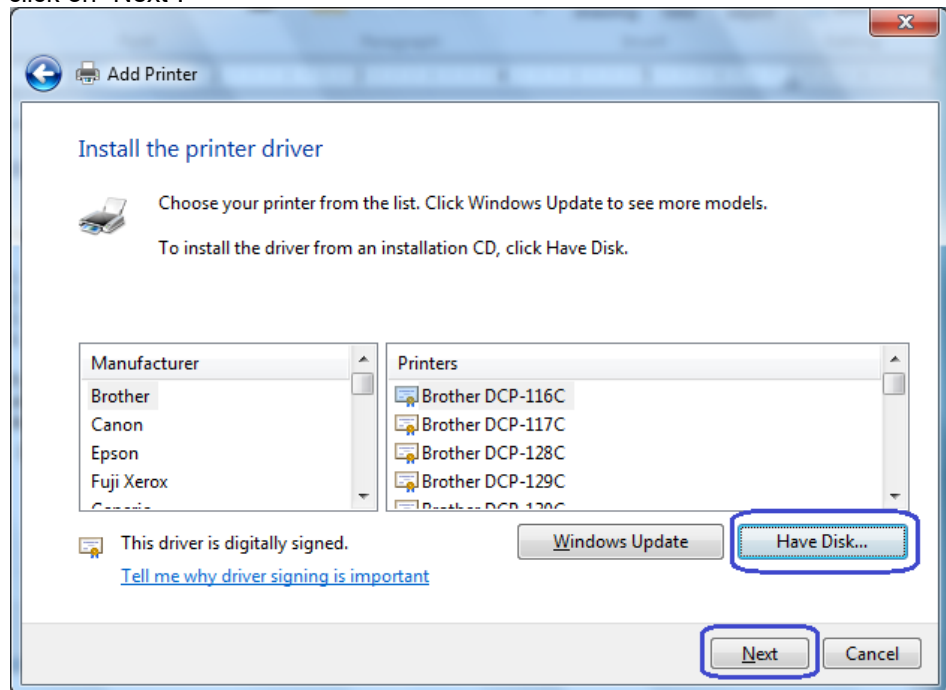 click on "Next".
Add Printer
Install the printer driver
Choose your printer from the list. Click Windows Update to see more models.
To install the driver from an installation CD, click Have Disk.
Manufacturer
Brother
Canon
Epson
Fuji Xerox
Printers
Brother DCP-116C
Brother DCP-117C
Brother DCP-128C
Brother DCP-129C
This driver is digitally signed.
Windows Update
Have Disk...
Tell me why driver signing is important
Next
Cancel